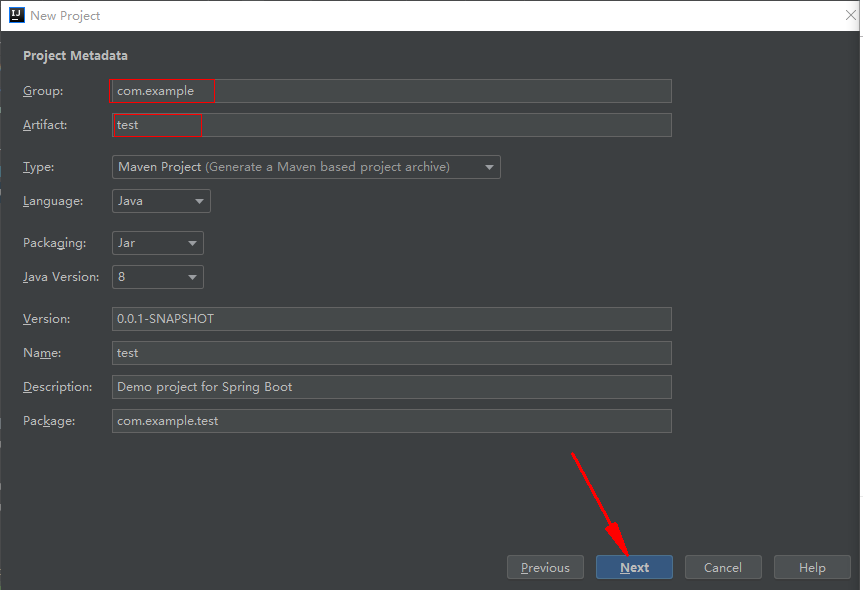 IJ New Project
Project Metadata
Group: com.example
Artifact: test
Type: Maven Project (Generate a Maven based project archive)
Language: Java
Packaging: Jar
Java Version: 8
Version: 0.0.1-SNAPSHOT
Name: test
Description: Demo project for Spring Boot
Package: com.example.test
Previous Next Cancel Help